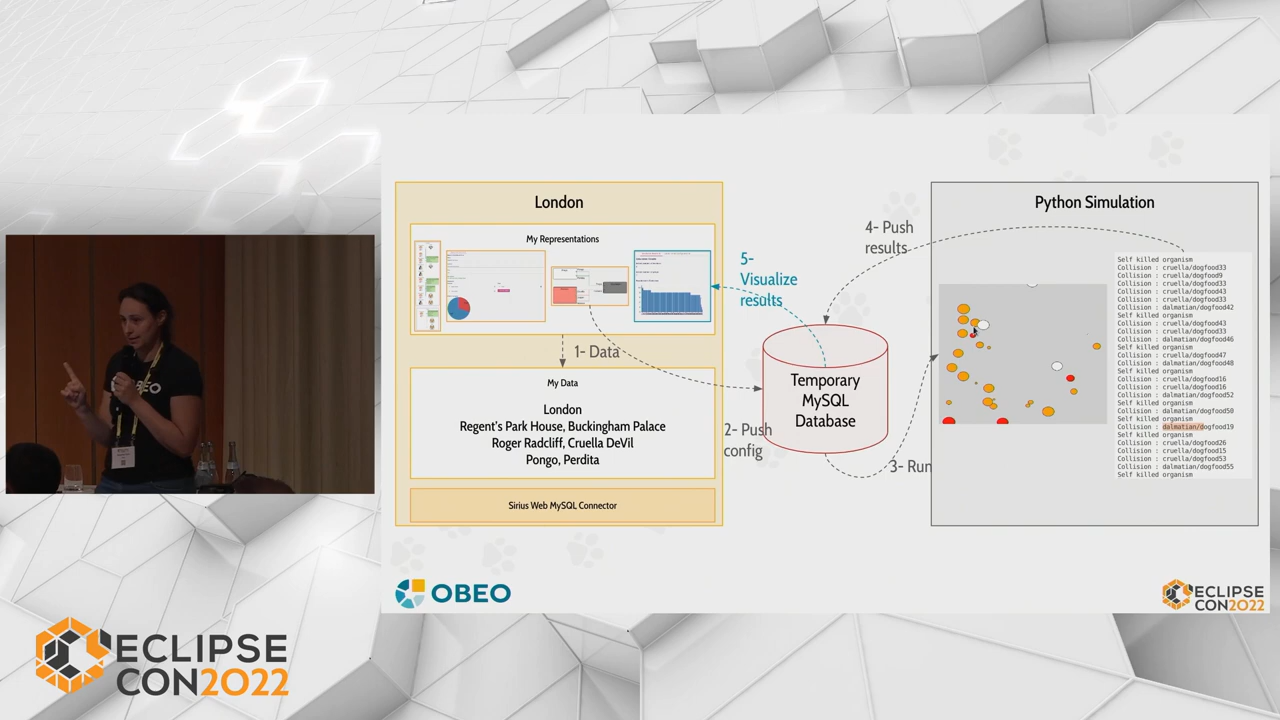 London
My Representations
1- Data
My Data
London
Regent's Park House, Buckingham Palace
Roger Radcliff, Cruella DeVil
Pongo, Perdita
Sirius Web MySQL Connector
2- Push
config
5-
Visualize
results
4- Push
results
Temporary
MySQL
Database
3- Run
Python Simulation
Self killed organism
Collision : cruella/dogfood33
Collision : cruella/dogfood9
Collision : cruella/dogfood33
Collision : cruella/dogfood43
Collision : cruella/dogfood33
Collision : dalmatian/dogfood42
Self killed organism
Collision : cruella/dogfood43
Collision : cruella/dogfood33
Collision : dalmatian/dogfood46
Self killed organism
Collision : cruella/dogfood47
Collision : dalmatian/dogfood48
Self killed organism
Collision : cruella/dogfood16
Collision : cruella/dogfood16
Collision : dalmatian/dogfood52
Self killed organism
Collision : dalmatian/dogfood50
Self killed organism
Collision : dalmatian/dogfood19
Self killed organism
Collision : cruella/dogfood26
Collision : cruella/dogfood15
Collision : cruella/dogfood53
Collision : dalmatian/dogfood55
Self killed organism
OBEO
ECLIPSE
CON2022
ECLIPSE
CON2022